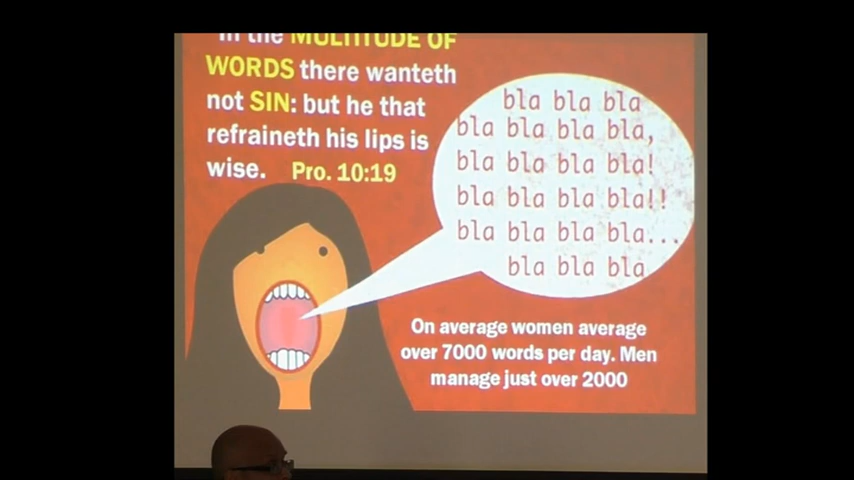 In the MULTITUDE OF
WORDS there wanteth
not SIN: but he that
refraineth his lips is
wise. Pro. 10:19
bla bla bla
bla bla bla bla,
bla bla bla bla!
bla bla bla bla!!
bla bla bla bla...
bla bla bla
On average women average
over 7000 words per day. Men
manage just over 2000